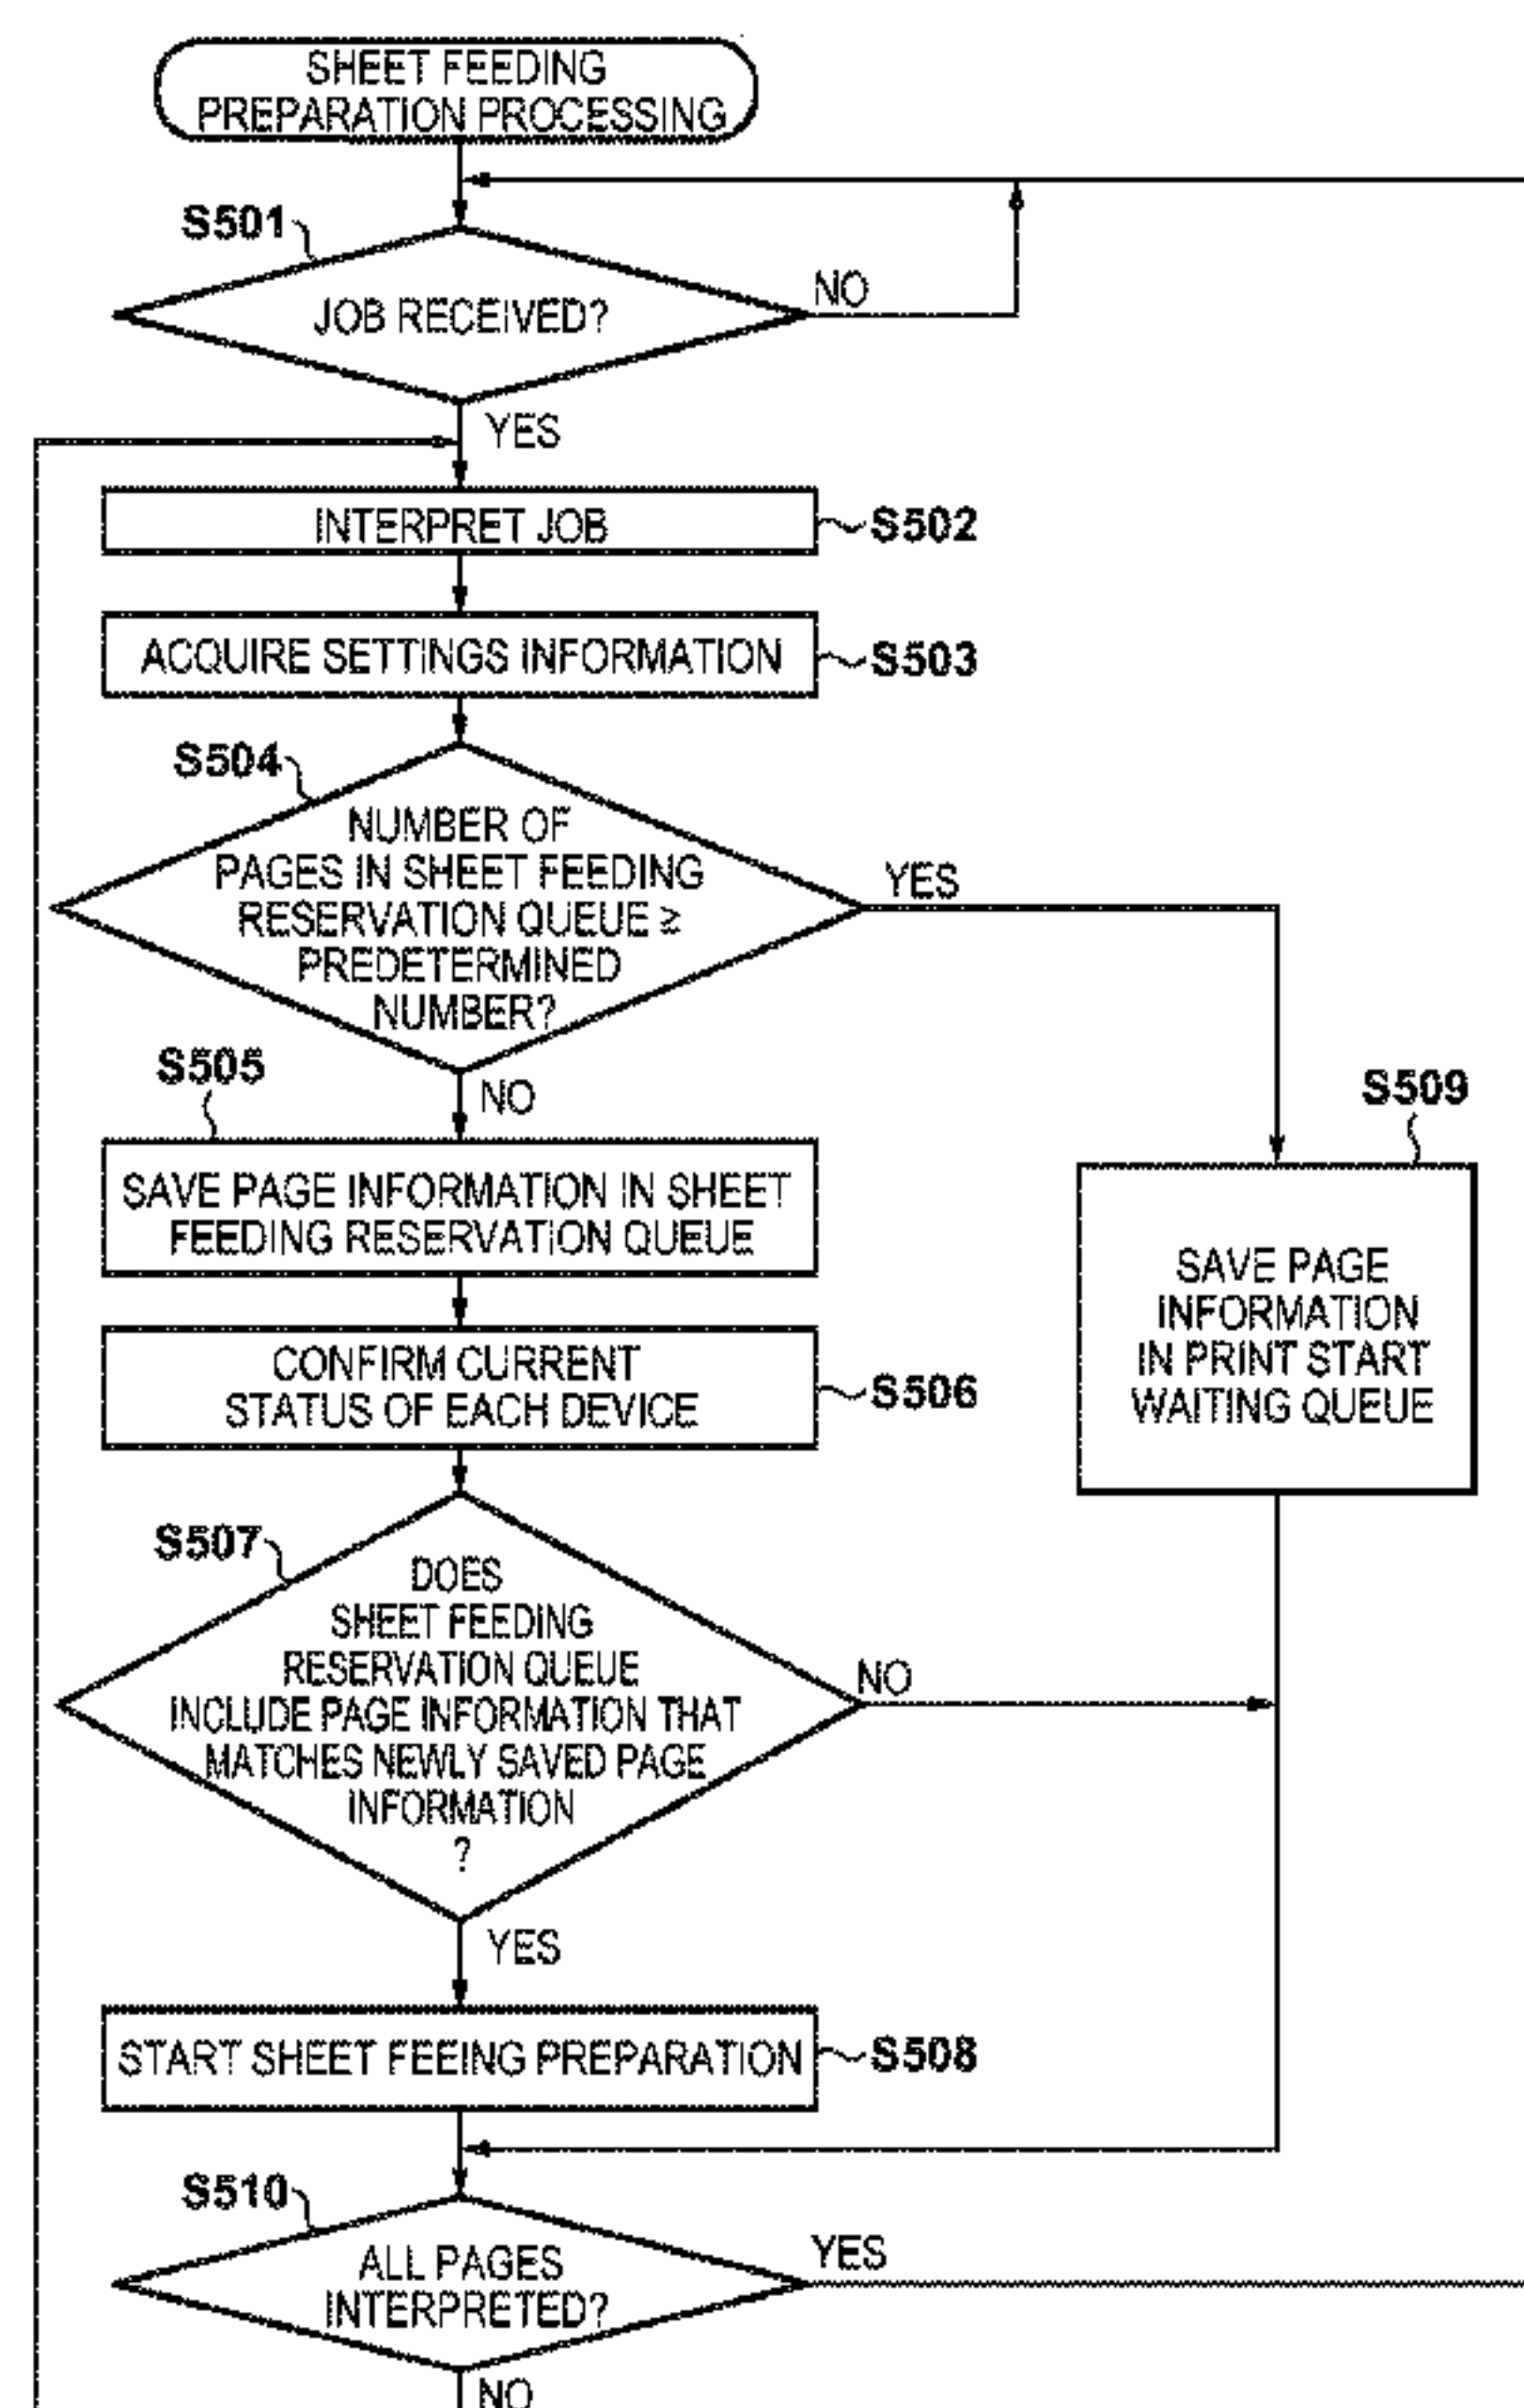 SHEET FEEDING
PREPARATION PROCESSING
S501
JOB RECEIVED?
NO
YES
INTERPRET JOB
S502
ACQUIRE SETTINGS INFORMATION
S503
S504
NUMBER OF
PAGES IN SHEET FEEDING
RESERVATION QUEUE ≥
PREDETERMINED
NUMBER?
YES
NO
S505
SAVE PAGE INFORMATION IN SHEET
FEEDING RESERVATION QUEUE
S509
SAVE PAGE
INFORMATION
IN PRINT START
WAITING QUEUE
CONFIRM CURRENT
STATUS OF EACH DEVICE
S506
S507
DOES
SHEET FEEDING
RESERVATION QUEUE
INCLUDE PAGE INFORMATION THAT
MATCHES NEWLY SAVED PAGE
INFORMATION
?
NO
YES
START SHEET FEEING PREPARATION
S508
S510
ALL PAGES
INTERPRETED?
YES
NO